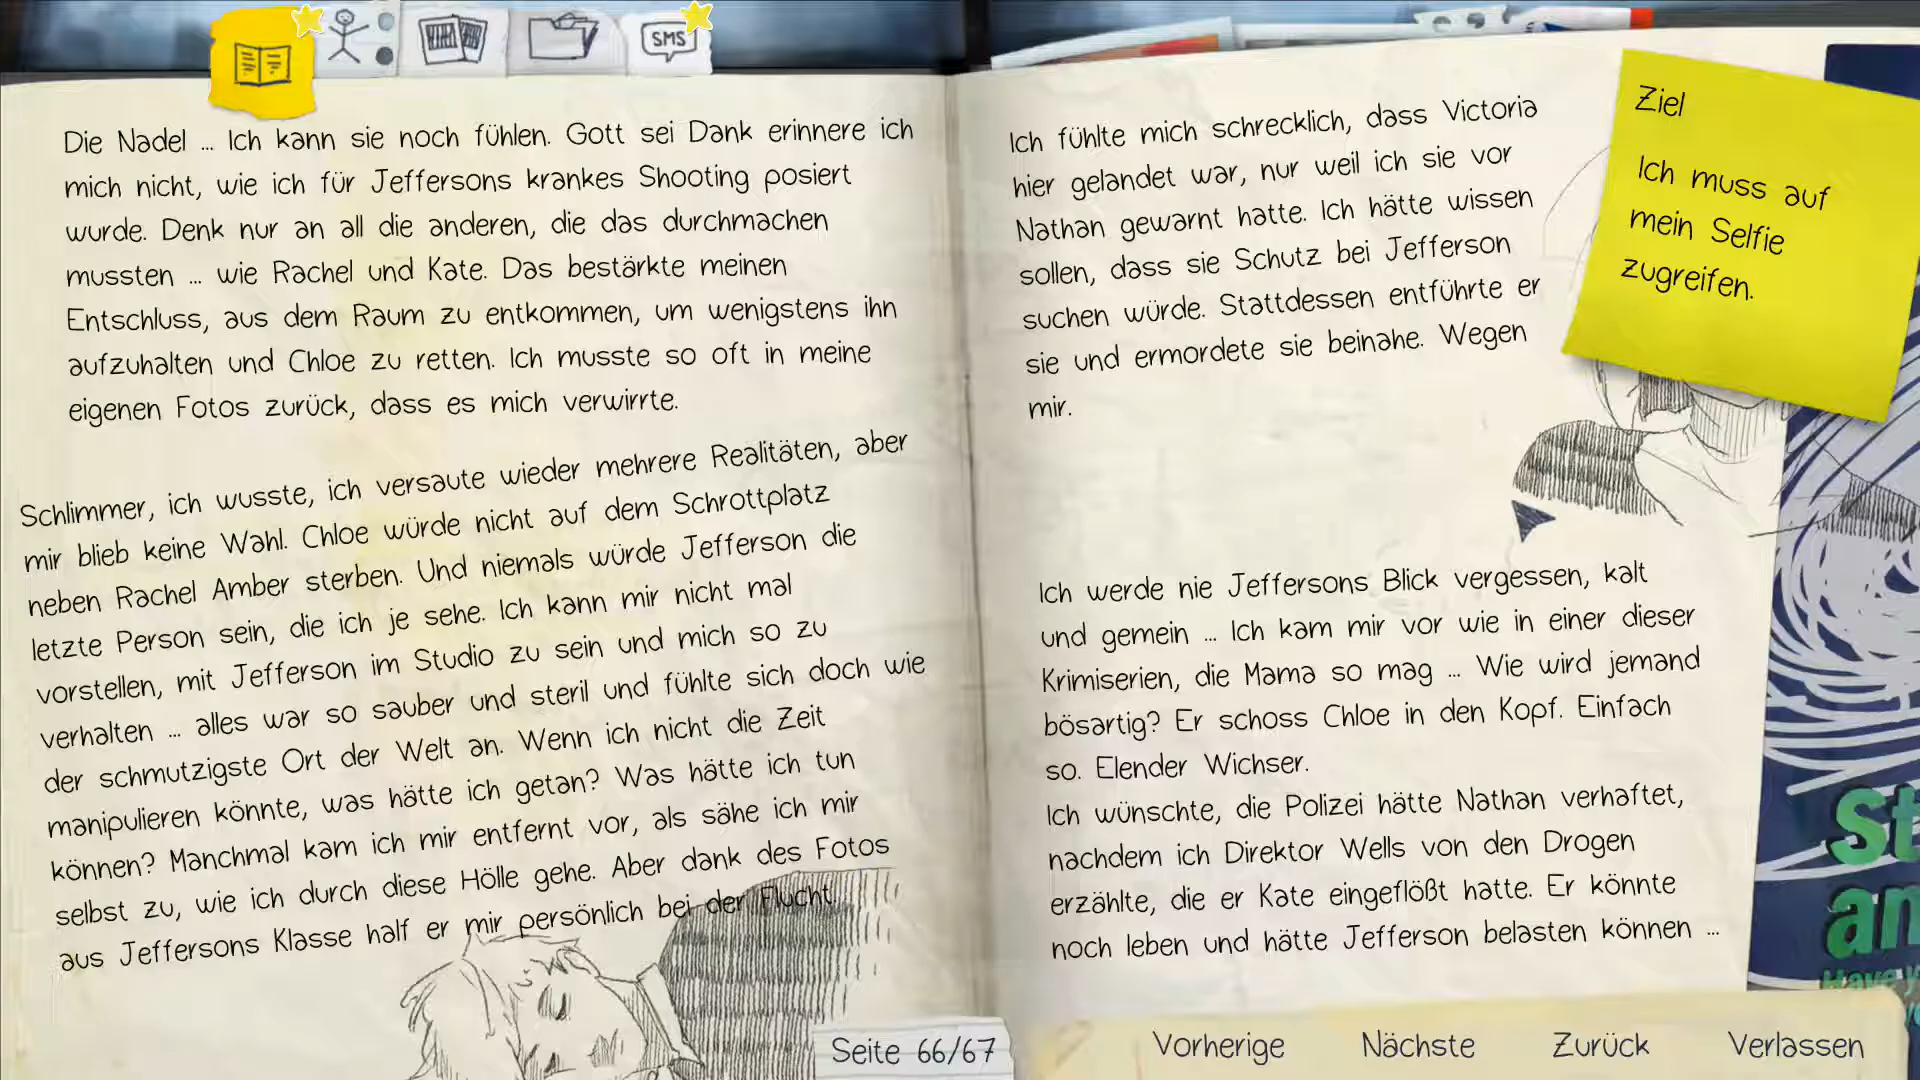 SMS
Die Nadel ... Ich kann sie noch fühlen. Gott sei Dank erinnere ich
mich nicht, wie ich für Jeffersons krankes Shooting posiert
wurde. Denk nur an all die anderen, die das durchmachen
mussten ... wie Rachel und Kate. Das bestärkte meinen
Entschluss, aus dem Raum zu entkommen, um wenigstens ihn
aufzuhalten und Chloe zu retten. Ich musste so oft in meine
eigenen Fotos zurück, dass es mich verwirrte.
Schlimmer, ich wusste, ich versaute wieder mehrere Realitäten, aber
mir blieb keine Wahl. Chloe würde nicht auf dem Schrottplatz
neben Rachel Amber sterben. Und niemals würde Jefferson die
letzte Person sein, die ich je sehe. Ich kann mir nicht mal
vorstellen, mit Jefferson im Studio zu sein und mich so zu
verhalten ... alles war so sauber und steril und fühlte sich doch wie
der schmutzigste Ort der Welt an. Wenn ich nicht die Zeit
manipulieren könnte, was hätte ich getan? Was hätte ich tun
können? Manchmal kam ich mir entfernt vor, als sähe ich mir
selbst zu, wie ich durch diese Hölle gehe. Aber dank des Fotos
aus Jeffersons Klasse half er mir persönlich bei der Flucht.
Ich fühlte mich schrecklich, dass Victoria
hier gelandet war, nur weil ich sie vor
Nathan gewarnt hatte. Ich hätte wissen
sollen, dass sie Schutz bei Jefferson
suchen würde. Stattdessen entführte er
sie und ermordete sie beinahe. Wegen
mir.
Ich werde nie Jeffersons Blick vergessen, kalt
und gemein ... Ich kam mir vor wie in einer dieser
Krimiserien, die Mama so mag ... Wie wird jemand
bösartig? Er schoss Chloe in den Kopf. Einfach
so. Elender Wichser.
Ich wünschte, die Polizei hätte Nathan verhaftet,
nachdem ich Direktor Wells von den Drogen
erzählte, die er Kate eingeflößt hatte. Er könnte
noch leben und hätte Jefferson belasten können ...
Ziel
Ich muss auf
mein Selfie
zugreifen.
St
an
Have y
Seite 66/67
Vorherige
Nächste
Zurück
Verlassen